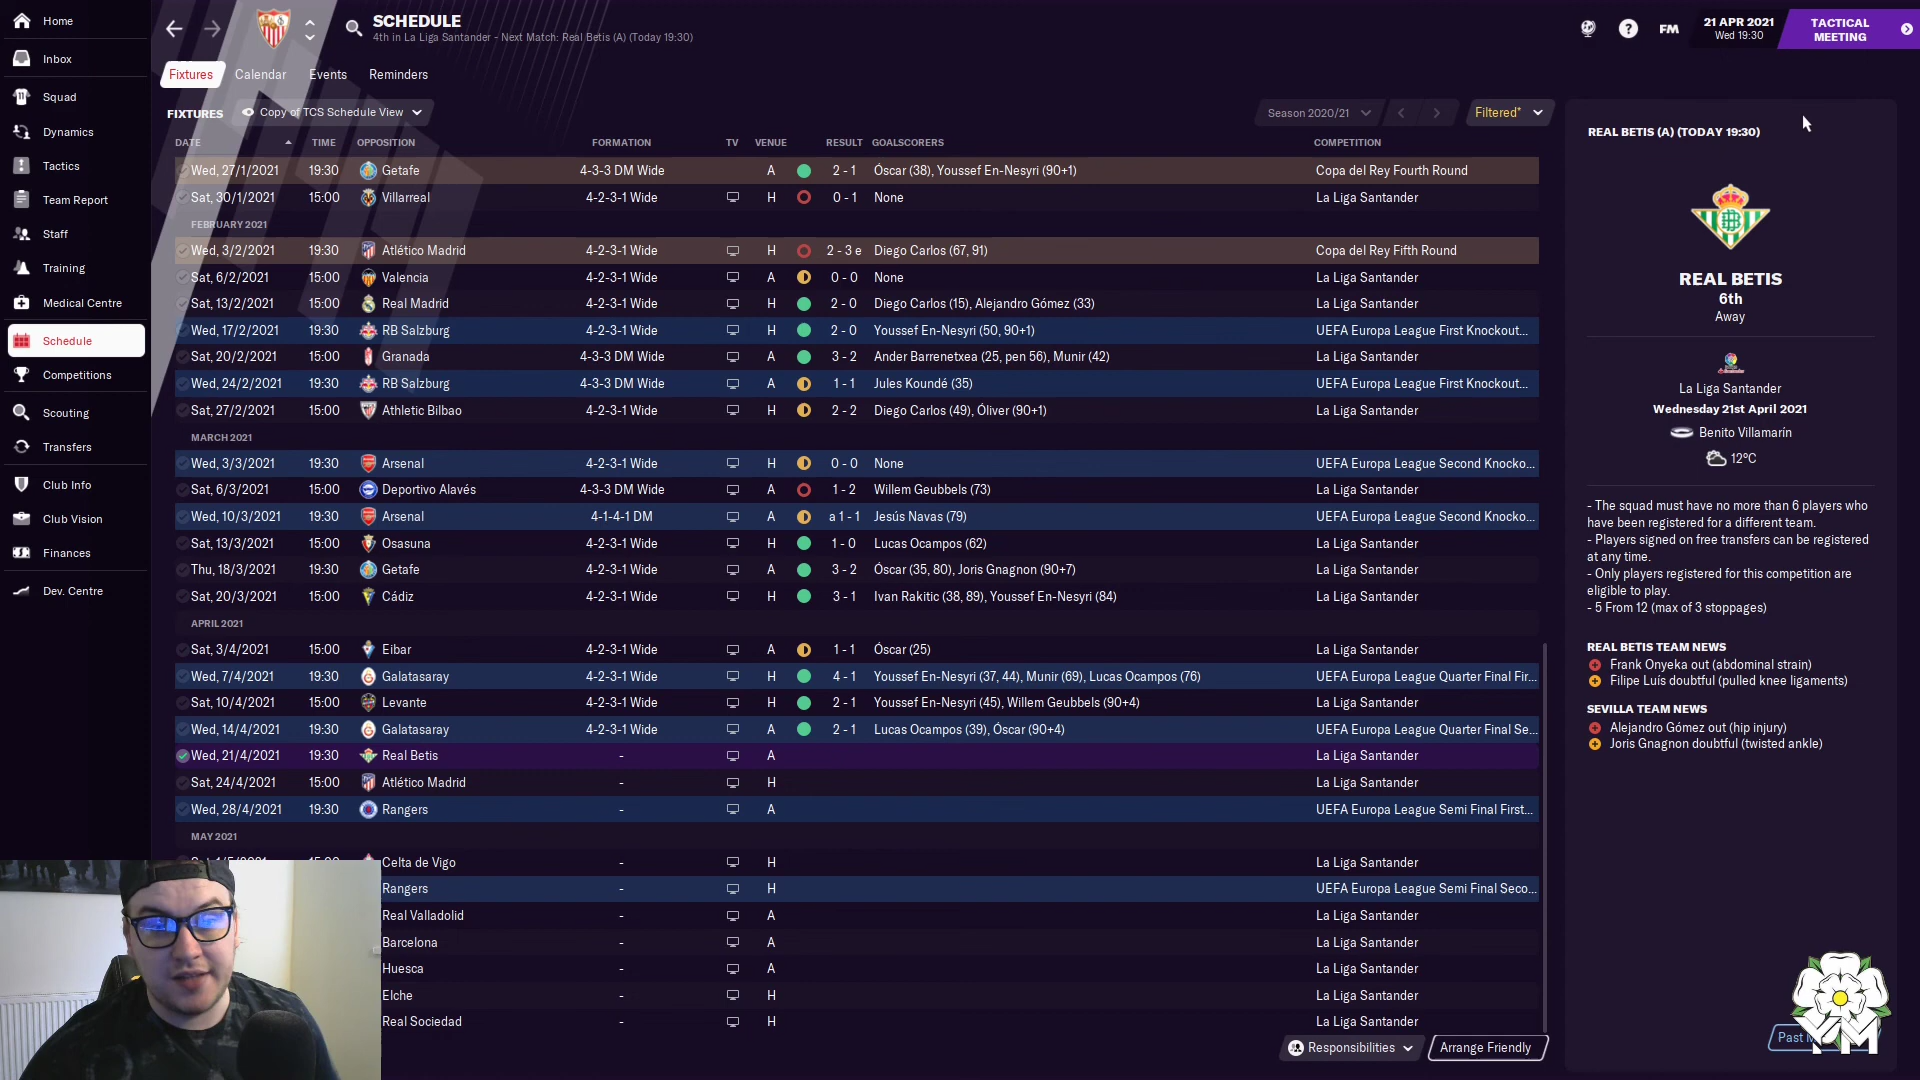 Home
Inbox
Squad
Dynamics
Tactics
Team Report
Staff
Training
Medical Centre
Schedule
Competitions
Scouting
Transfers
Club Info
Club Vision
Finances
Dev. Centre
SCHEDULE
4th in La Liga Santander - Next Match: Real Betis (A) (Today 19:30)
FM
21 APR 2021
Wed 19:30
TACTICAL MEETING
Fixtures Calendar Events Reminders
FIXTURES Copy of TCS Schedule View Season 2020/21 Filtered*
DATE TIME OPPOSITION FORMATION TV VENUE RESULT GOALSCORERS COMPETITION
Wed, 27/1/2021 19:30 Getafe 4-3-3 DM Wide A 2 - 1 Óscar (38), Youssef En-Nesyri (90+1) Copa del Rey Fourth Round
Sat, 30/1/2021 15:00 Villarreal 4-2-3-1 Wide H 0 - 1 None La Liga Santander
FEBRUARY 2021
Wed, 3/2/2021 19:30 Atlético Madrid 4-2-3-1 Wide H 2 - 3 e Diego Carlos (67, 91) Copa del Rey Fifth Round
Sat, 6/2/2021 15:00 Valencia 4-2-3-1 Wide A 0 - 0 None La Liga Santander
Sat, 13/2/2021 15:00 Real Madrid 4-2-3-1 Wide H 2 - 0 Diego Carlos (15), Alejandro Gómez (33) La Liga Santander
Wed, 17/2/2021 19:30 RB Salzburg 4-2-3-1 Wide H 2 - 0 Youssef En-Nesyri (50, 90+1) UEFA Europa League First Knockout...
Sat, 20/2/2021 15:00 Granada 4-3-3 DM Wide A 3 - 2 Ander Barrenetxea (25, pen 56), Munir (42) La Liga Santander
Wed, 24/2/2021 19:30 RB Salzburg 4-3-3 DM Wide A 1 - 1 Jules Koundé (35) UEFA Europa League First Knockout...
Sat, 27/2/2021 15:00 Athletic Bilbao 4-2-3-1 Wide H 2 - 2 Diego Carlos (49), Óliver (90+1) La Liga Santander
MARCH 2021
Wed, 3/3/2021 19:30 Arsenal 4-2-3-1 Wide H 0 - 0 None UEFA Europa League Second Knocko...
Sat, 6/3/2021 15:00 Deportivo Alavés 4-3-3 DM Wide A 1 - 2 Willem Geubbels (73) La Liga Santander
Wed, 10/3/2021 19:30 Arsenal 4-1-4-1 DM A a 1 - 1 Jesús Navas (79) UEFA Europa League Second Knocko...
Sat, 13/3/2021 15:00 Osasuna 4-2-3-1 Wide H 1 - 0 Lucas Ocampos (62) La Liga Santander
Thu, 18/3/2021 19:30 Getafe 4-2-3-1 Wide A 3 - 2 Óscar (35, 80), Joris Gnagnon (90+7) La Liga Santander
Sat, 20/3/2021 15:00 Cádiz 4-2-3-1 Wide H 3 - 1 Ivan Rakitic (38, 89), Youssef En-Nesyri (84) La Liga Santander
APRIL 2021
Sat, 3/4/2021 15:00 Eibar 4-2-3-1 Wide A 1 - 1 Óscar (25) La Liga Santander
Wed, 7/4/2021 19:30 Galatasaray 4-2-3-1 Wide H 4 - 1 Youssef En-Nesyri (37, 44), Munir (69), Lucas Ocampos (76) UEFA Europa League Quarter Final Fir...
Sat, 10/4/2021 15:00 Levante 4-2-3-1 Wide H 2 - 1 Youssef En-Nesyri (45), Willem Geubbels (90+4) La Liga Santander
Wed, 14/4/2021 19:30 Galatasaray 4-2-3-1 Wide A 2 - 1 Lucas Ocampos (39), Óscar (90+4) UEFA Europa League Quarter Final Se...
Wed, 21/4/2021 19:30 Real Betis - A La Liga Santander
Sat, 24/4/2021 15:00 Atlético Madrid - H La Liga Santander
Wed, 28/4/2021 19:30 Rangers - A UEFA Europa League Semi Final First...
MAY 2021
Celta de Vigo - H La Liga Santander
Rangers - H UEFA Europa League Semi Final Seco...
Real Valladolid - A La Liga Santander
Barcelona - A La Liga Santander
Huesca - A La Liga Santander
Elche - H La Liga Santander
Real Sociedad - H La Liga Santander
Responsibilities Arrange Friendly
REAL BETIS (A) (TODAY 19:30)
REAL BETIS
6th
Away
La Liga Santander
Wednesday 21st April 2021
Benito Villamarín
12°C
- The squad must have no more than 6 players who
have been registered for a different team.
- Players signed on free transfers can be registered
at any time.
- Only players registered for this competition are
eligible to play.
- 5 From 12 (max of 3 stoppages)
REAL BETIS TEAM NEWS
Frank Onyeka out (abdominal strain)
Filipe Luís doubtful (pulled knee ligaments)
SEVILLA TEAM NEWS
Alejandro Gómez out (hip injury)
Joris Gnagnon doubtful (twisted ankle)
Past
YM